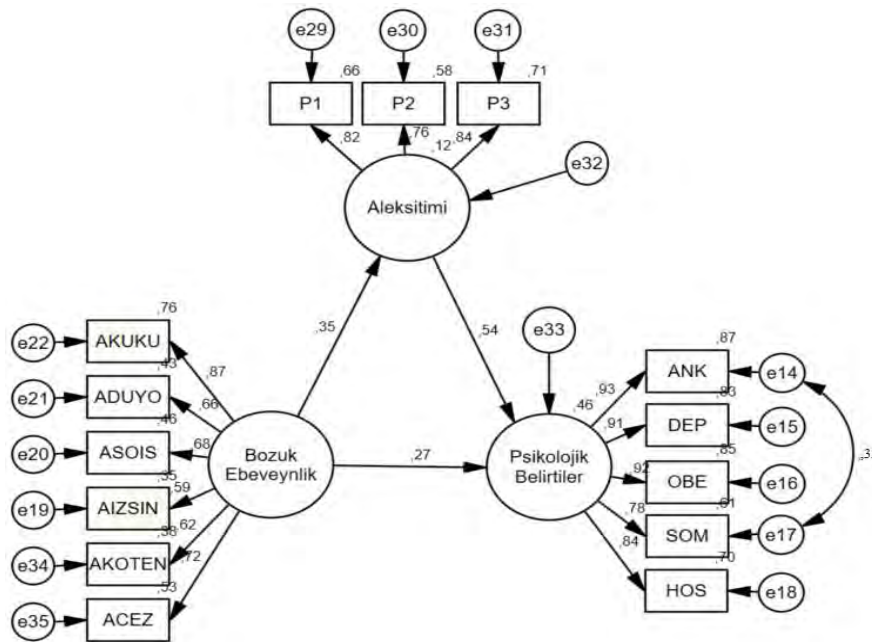 e29
e30
e31
,66
,58
,71
P1
P2
P3
,82
,76
,12
,84
e32
Aleksitimi
,35
,54
e33
,76
e22
AKUKU
,87
,43
e21
ADUYO
,66
,46
e20
ASOIS
,68
,35
e19
AIZSIN
,59
,38
e34
AKOTEN
,62
,53
e35
ACEZ
,72
Bozuk
Ebeveynlik
,27
Psikolojik
Belirtiler
,46
,87
,93
ANK
e14
,83
,91
DEP
e15
,85
,92
OBE
e16
,61
,78
SOM
e17
,70
,84
HOS
e18